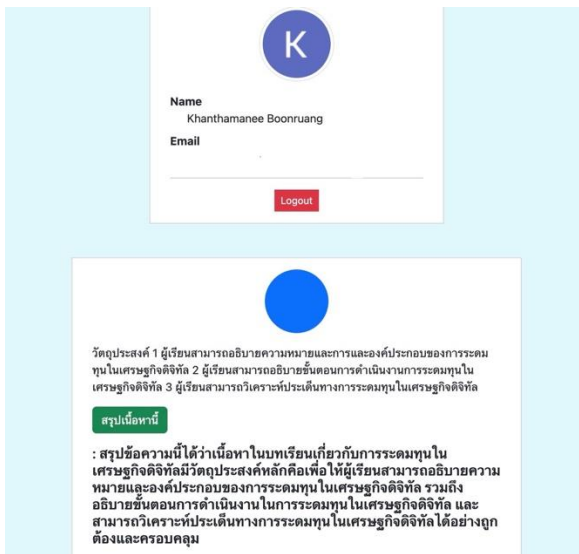 K
Name
Khanthamanee Boonruang
Email
Logout
วัตถุประสงค์ 1 ผู้เรียนสามารถอธิบายความหมายและการและองค์ประกอบของการระดม
ทุนในเศรษฐกิจดิจิทัล 2 ผู้เรียนสามารถอธิบายขั้นตอนการดำเนินงานการระดมทุนใน
เศรษฐกิจดิจิทัล 3 ผู้เรียนสามารถวิเคราะห์ประเด็นทางการระดมทุนในเศรษฐกิจดิจิทัล
สรุปเนื้อหานี้
: สรุปข้อความนี้ได้ว่าเนื้อหาในบทเรียนเกี่ยวกับการระดมทุนใน
เศรษฐกิจดิจิทัลมีวัตถุประสงค์หลักคือเพื่อให้ผู้เรียนสามารถอธิบายความ
หมายและองค์ประกอบของการระดมทุนในเศรษฐกิจดิจิทัล รวมถึง
อธิบายขั้นตอนการดำเนินงานในการระดมทุนในเศรษฐกิจดิจิทัล และ
สามารถวิเคราะห์ประเด็นทางการระดมทุนในเศรษฐกิจดิจิทัลได้อย่างถูก
ต้องและครอบคลุม